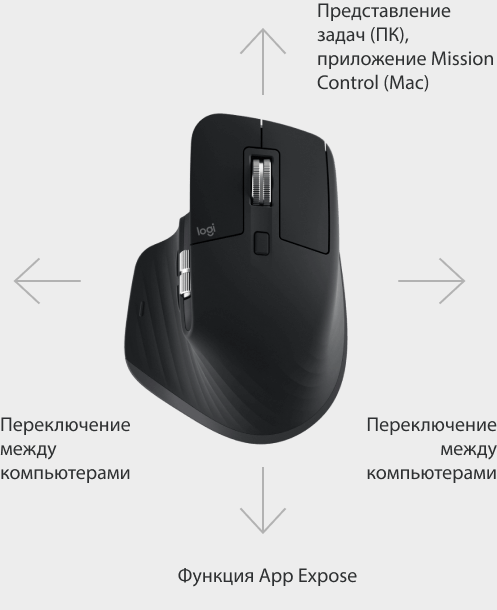 Представление
задач (ПК),
приложение Mission
Control (Mac)
logi
Переключение
между
компьютерами
Переключение
между
компьютерами
Функция App Expose